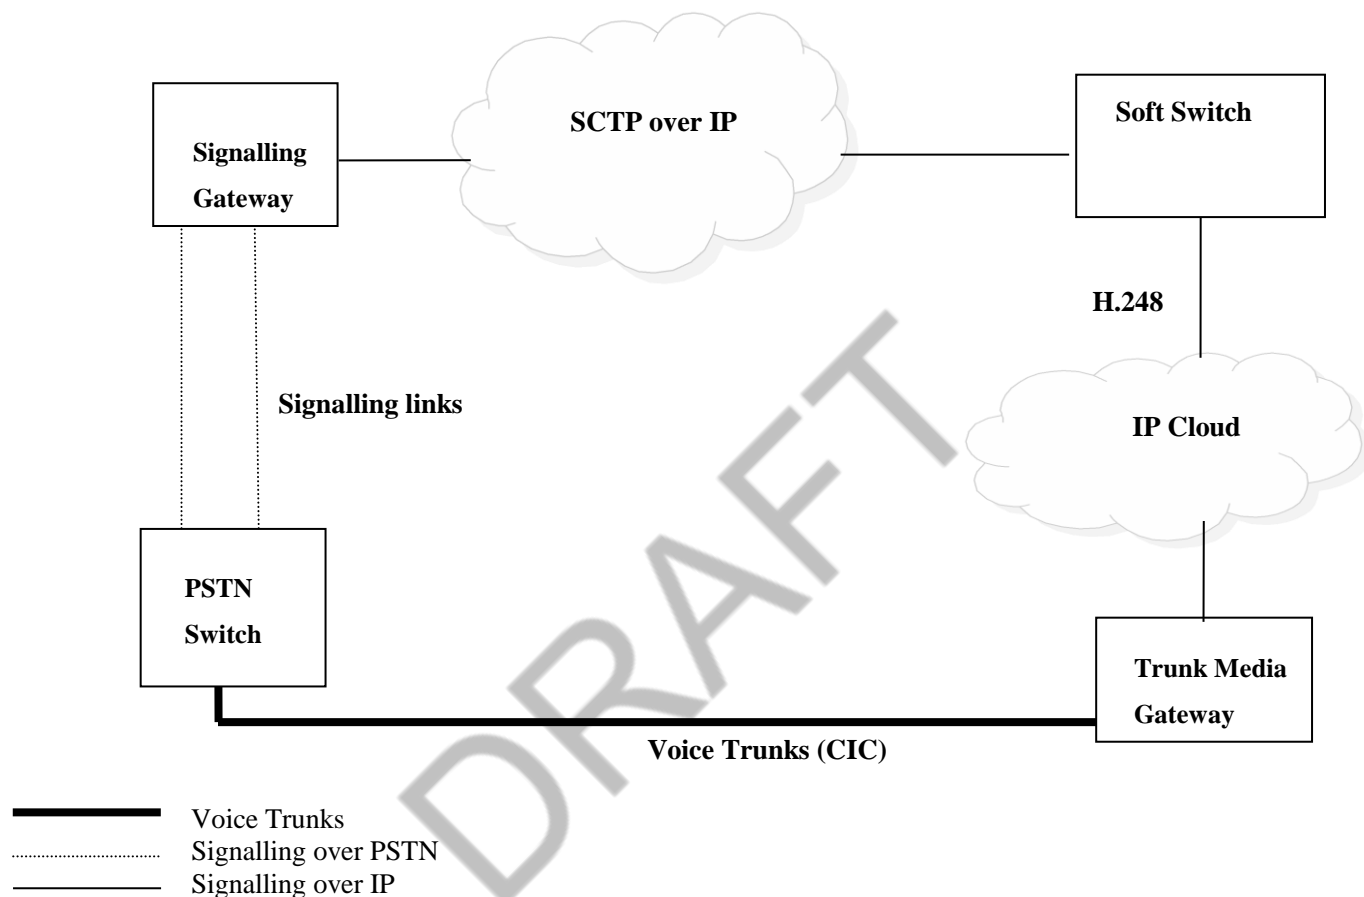 SCTP over IP
Soft Switch
Signalling
Gateway
H.248
Signalling links
IP Cloud
PSTN
Switch
Trunk Media
Gateway
Voice Trunks (CIC)
DRAFT
Voice Trunks
Signalling over PSTN
Signalling over IP